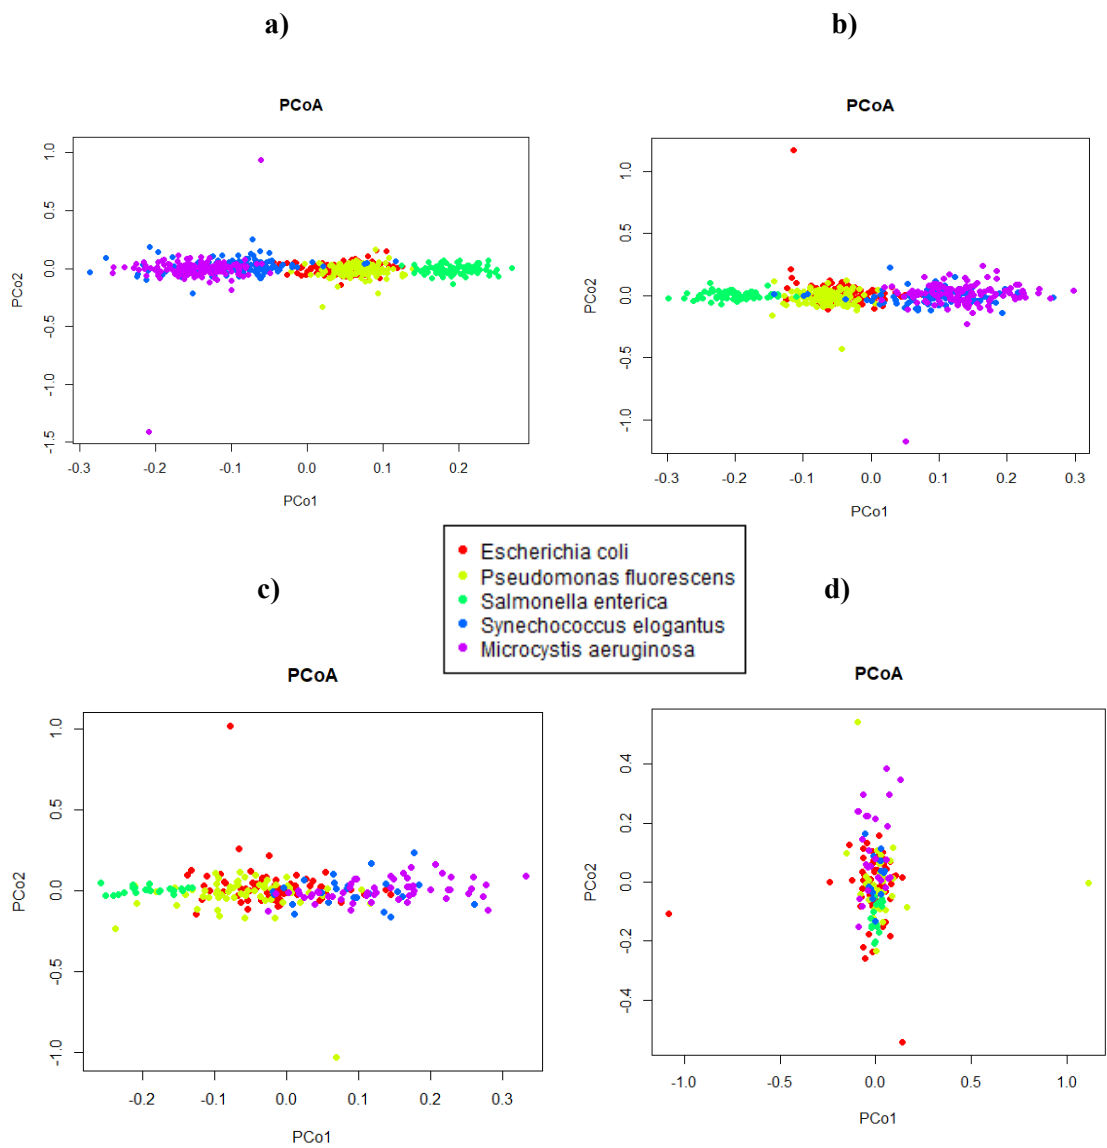 a)
b)
PCoA
PCoA
1.0
0.5
0.0
-0.5
-1.0
-1.5
PCo2
-0.3
-0.2
-0.1
0.0
0.1
0.2
PCo1
1.0
0.5
0.0
-0.5
-1.0
PCo2
-0.3
-0.2
-0.1
0.0
0.1
0.2
0.3
PCo1
Escherichia coli
Pseudomonas fluorescens
Salmonella enterica
Synechococcus elogantus
Microcystis aeruginosa
c)
d)
PCoA
PCoA
1.0
0.5
0.0
-0.5
-1.0
PCo2
-0.2
-0.1
0.0
0.1
0.2
0.3
PCo1
0.4
0.2
0.0
-0.2
-0.4
PCo2
-1.0
-0.5
0.0
0.5
1.0
PCo1